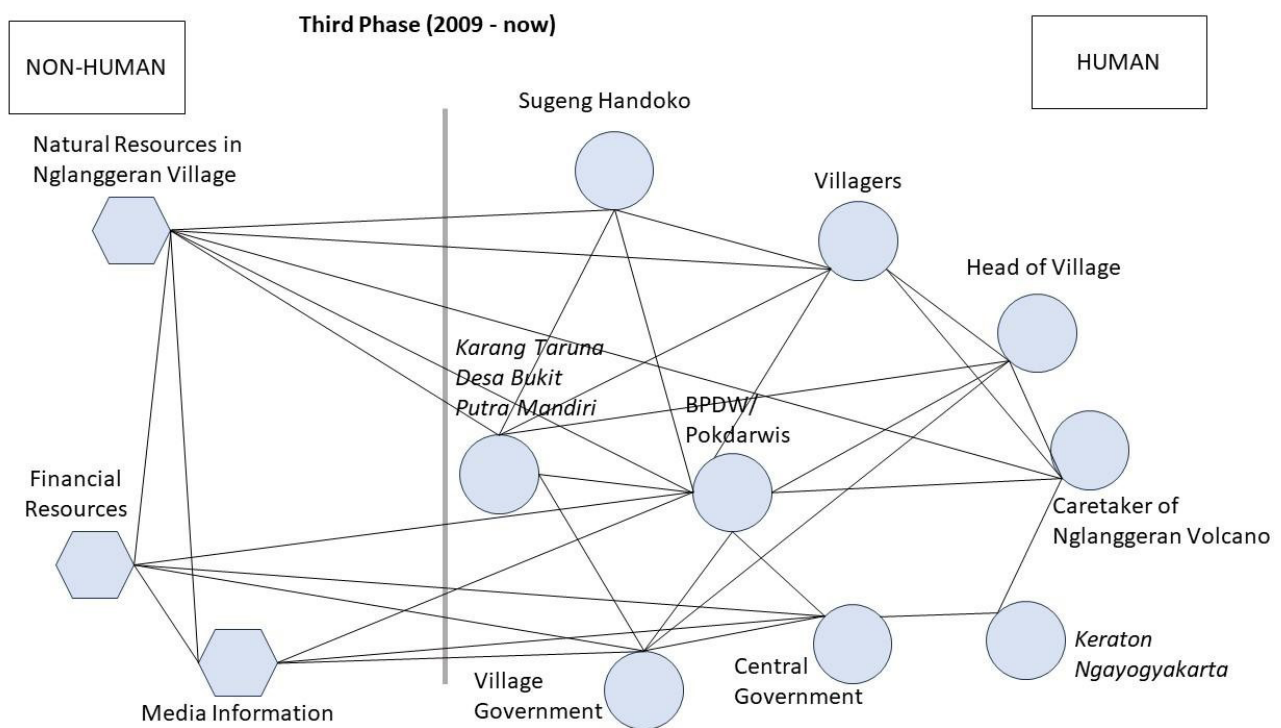 Third Phase (2009 - now)
NON-HUMAN
HUMAN
Sugeng Handoko
Natural Resources in
Nglanggeran Village
Villagers
Head of Village
Karang Taruna
Desa Bukit
Putra Mandiri
BPDW/
Pokdarwis
Financial
Resources
Caretaker of
Nglanggeran Volcano
Keraton
Ngayogyakarta
Central
Government
Village
Government
Media Information